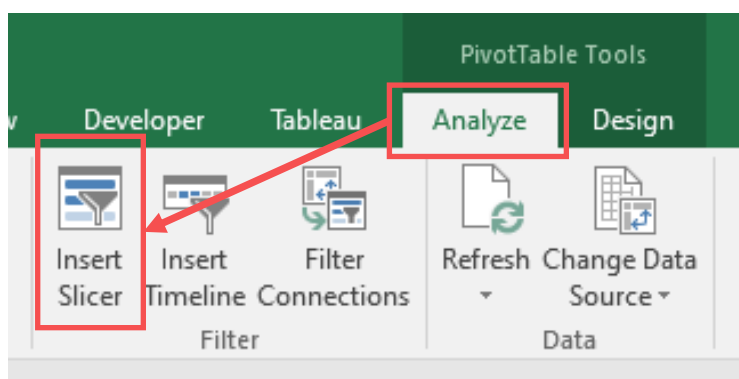 PivotTable Tools
Developer Tableau Analyze Design
Insert Slicer
Insert Timeline
Filter Connections
Refresh
Change Data Source
Filter
Data